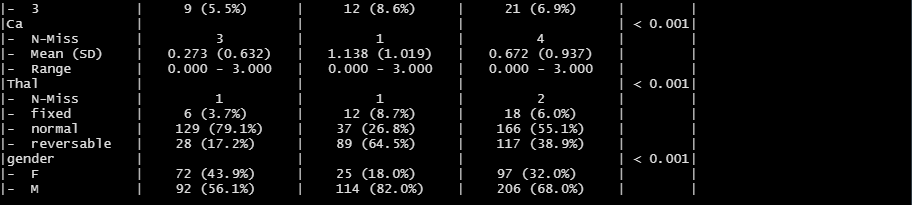 |-  3              |      9 (5.5%)     |     12 (8.6%)     |     21 (6.9%)     |        |
|Ca                |                   |                   |                   | < 0.001|
|-  N-Miss         |         3         |         1         |         4         |        |
|-  Mean (SD)      |   0.273 (0.632)   |   1.138 (1.019)   |   0.672 (0.937)   |        |
|-  Range          |   0.000 - 3.000   |   0.000 - 3.000   |   0.000 - 3.000   |        |
|Thal              |                   |                   |                   | < 0.001|
|-  N-Miss         |         1         |         1         |         2         |        |
|-  fixed          |      6 (3.7%)     |     12 (8.7%)     |     18 (6.0%)     |        |
|-  normal         |    129 (79.1%)    |     37 (26.8%)    |    166 (55.1%)    |        |
|-  reversable     |     28 (17.2%)    |     89 (64.5%)    |    117 (38.9%)    |        |
|gender            |                   |                   |                   | < 0.001|
|-  F              |     72 (43.9%)    |     25 (18.0%)    |     97 (32.0%)    |        |
|-  M              |     92 (56.1%)    |    114 (82.0%)    |    206 (68.0%)    |        |